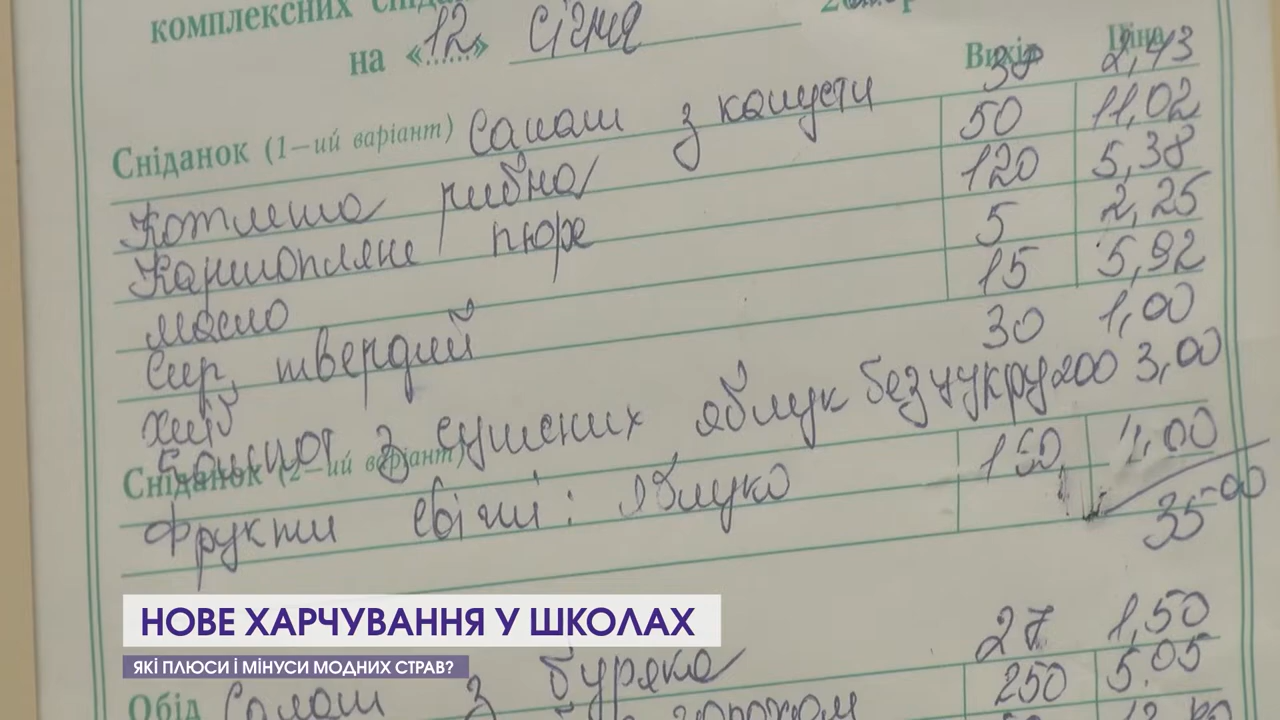 комплексних сніда
на «12» січня
Вихід Ціна
Сніданок (1-ий варіант) Салат з капусти 30 2,43
Котлета рибна 50 11,02
Картопляне пюре 120 5,38
масло 5 2,25
Сир твердий 15 5,92
хліб 30 1,00
Компот з сушених яблук без цукру 200 3,00
Сніданок (2-ий варіант)
Фрукти свіжі: яблуко 150 4,00
35-00
НОВЕ ХАРЧУВАННЯ У ШКОЛАХ
ЯКІ ПЛЮСИ І МІНУСИ МОДНИХ СТРАВ?
Обід Салат з буряка 27 1,50
горохом 250 5.05